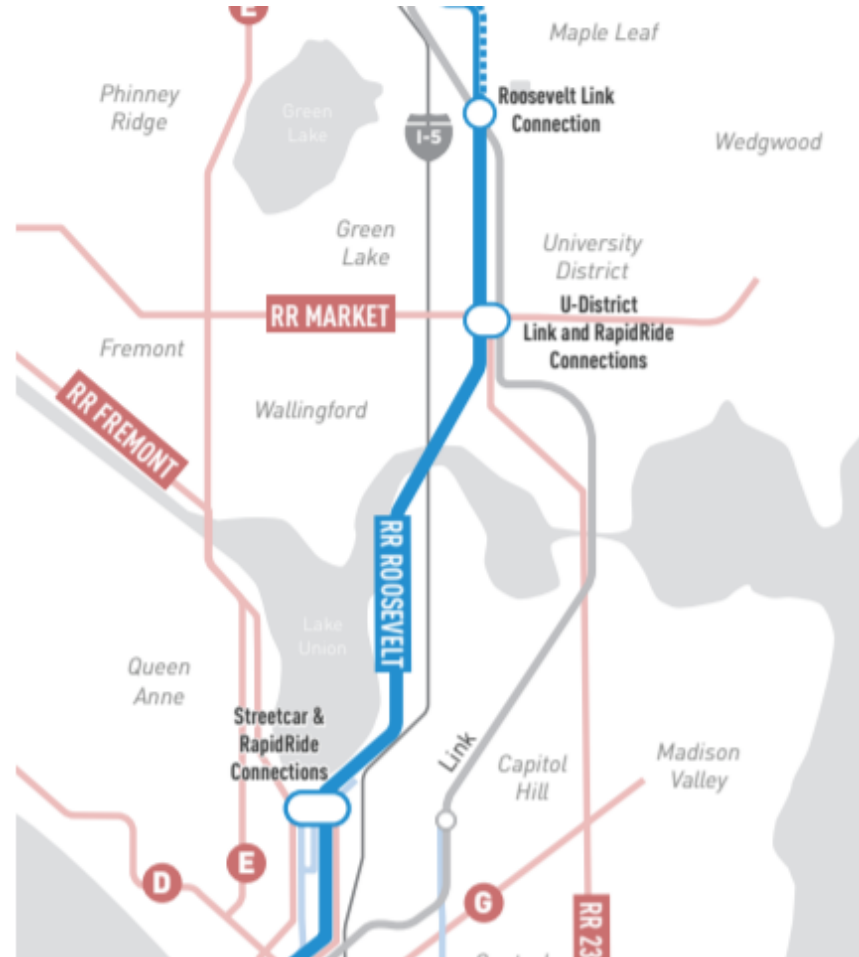 E
Maple Leaf
Phinney
Ridge
Green
Lake
I-5
Roosevelt Link
Connection
Wedgwood
Green
Lake
University
District
RR MARKET
U-District
Link and RapidRide
Connections
Fremont
RR FREMONT
Wallingford
RR ROOSEVELT
Lake
Union
Queen
Anne
Streetcar &
RapidRide
Connections
Link
Capitol
Hill
Madison
Valley
D
E
G
RR 23